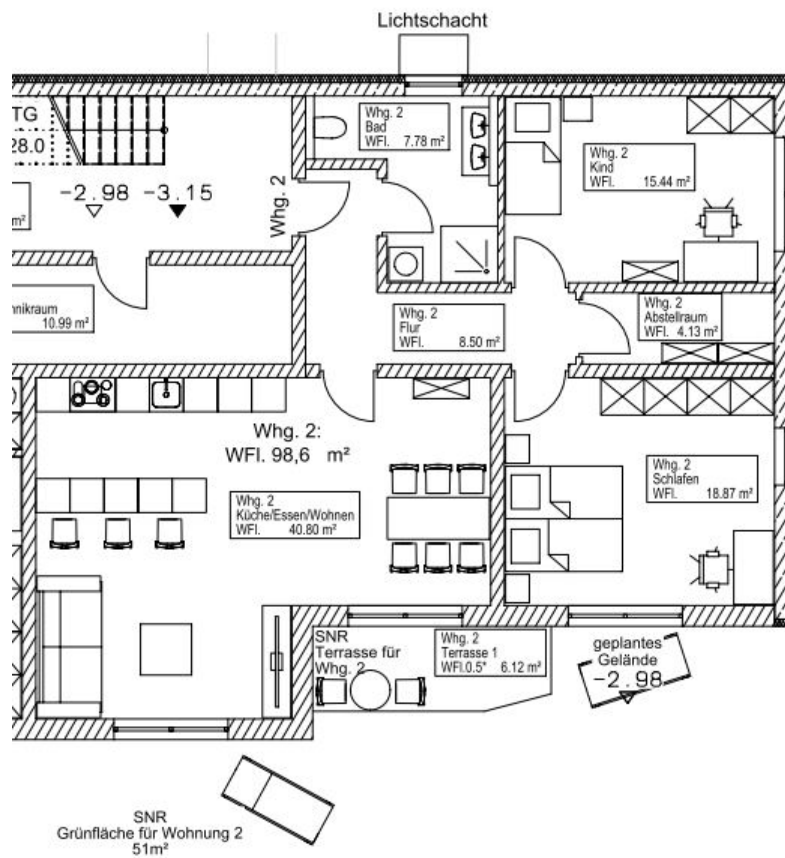 Lichtschacht
TG
28.0
-2.98 -3.15
m²
Whg. 2
Whg. 2
Bad
WFl. 7.78 m²
Whg. 2
Kind
WFl. 15.44 m²
nikraum
10.99 m²
Whg. 2
Flur
WFl. 8.50 m²
Whg. 2
Abstellraum
WFl. 4.13 m²
Whg. 2:
WFl. 98,6 m²
Whg. 2
Küche/Essen/Wohnen
WFl. 40.80 m²
Whg. 2
Schlafen
WFl. 18.87 m²
SNR
Terrasse für
Whg. 2
Whg. 2
Terrasse 1
WFl.0.5* 6.12 m²
geplantes
Gelände
-2.98
SNR
Grünfläche für Wohnung 2
51m²